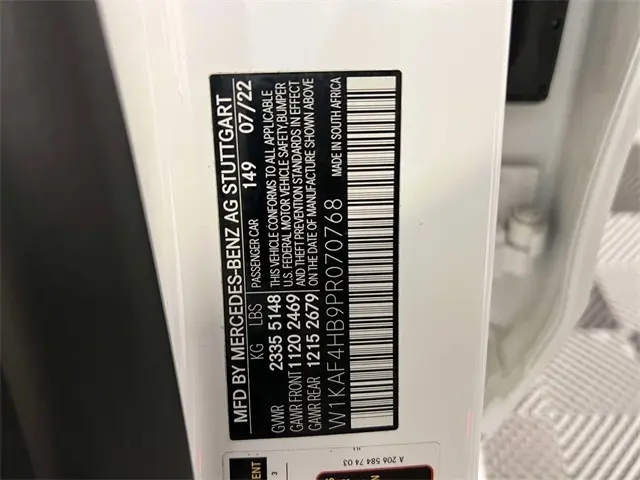 MFD BY MERCEDES-BENZ AG STUTTGART
KG LBS PASSENGER CAR 149 07/22
GVWR 2335 5148 THIS VEHICLE CONFORMS TO ALL APPLICABLE
U.S. FEDERAL MOTOR VEHICLE SAFETY, BUMPER
GAWR FRONT 1120 2469 AND THEFT PREVENTION STANDARDS IN EFFECT
GAWR REAR 1215 2679 ON THE DATE OF MANUFACTURE SHOWN ABOVE
W1KAF4HB9PR070768 MADE IN SOUTH AFRICA
A 206 584 74 03